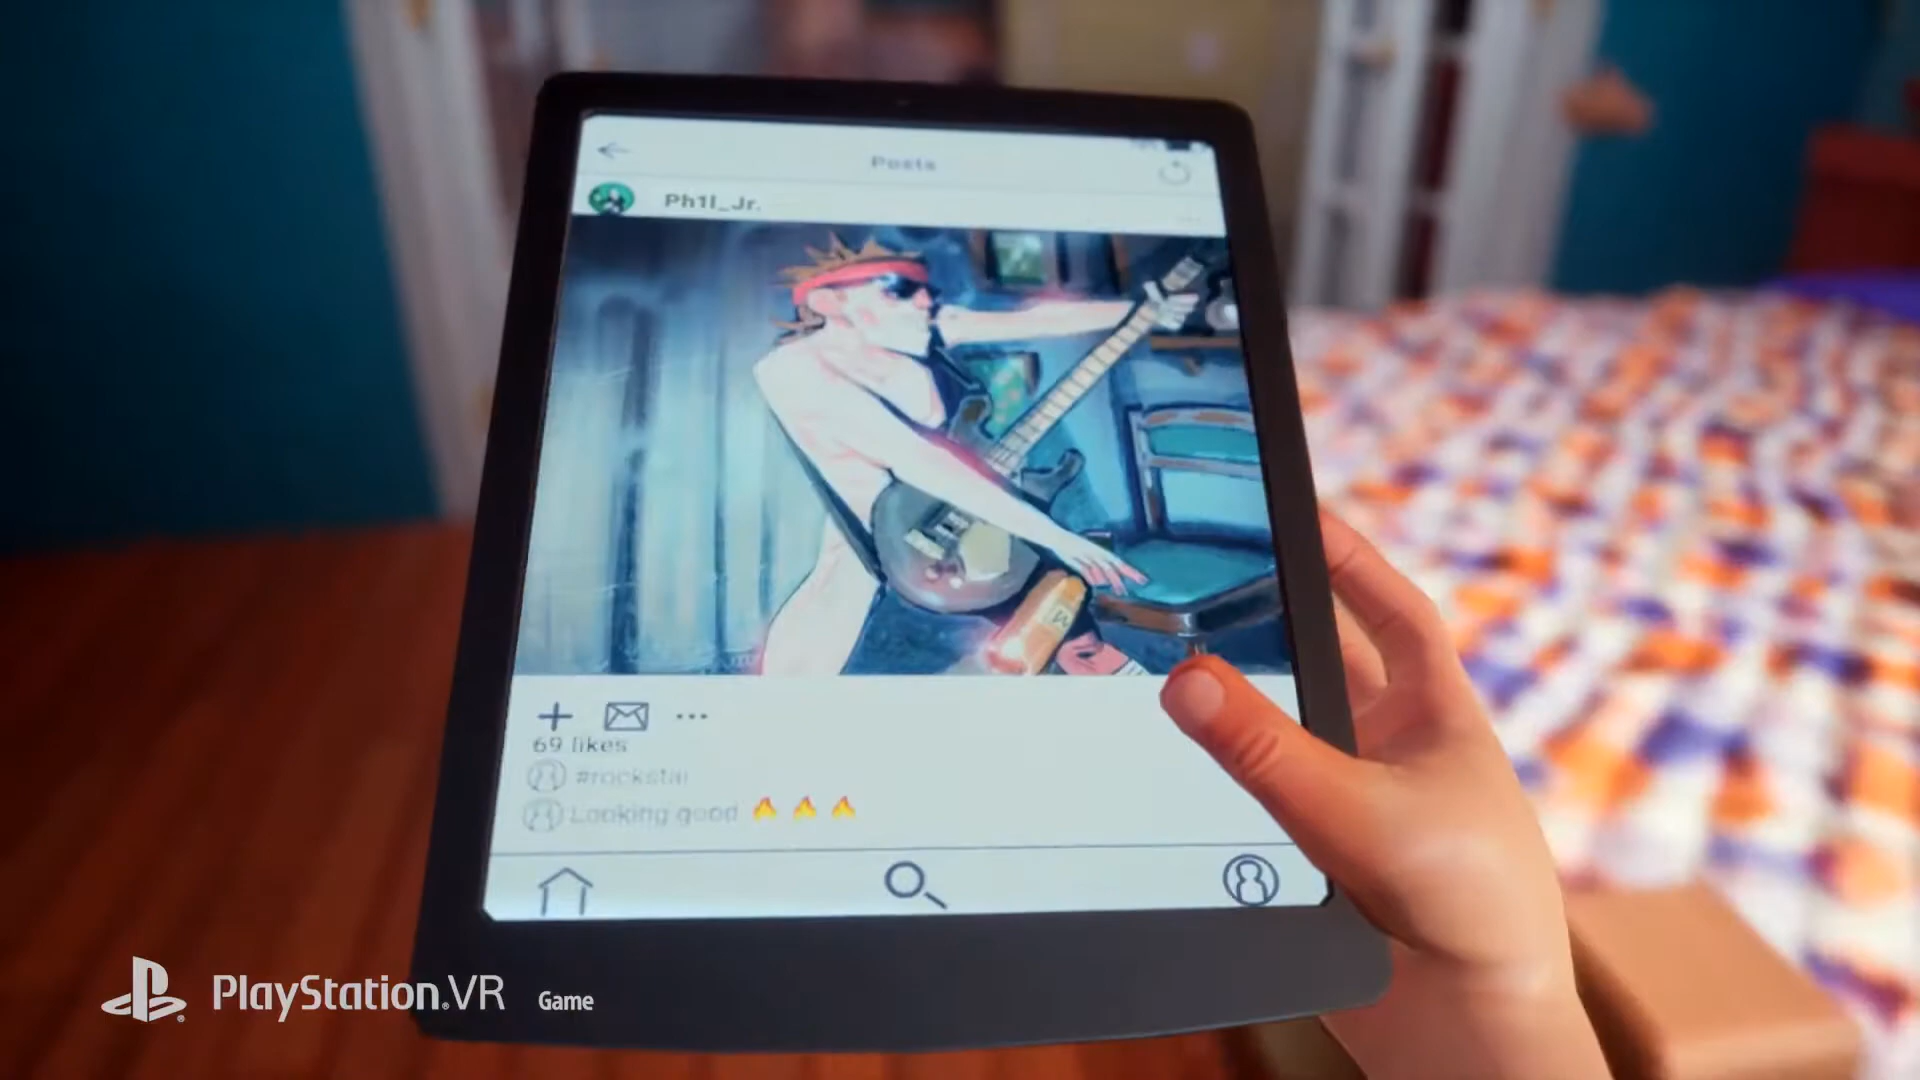 Posts
Ph1l_Jr.
69 likes
#rockstar
Looking good 🔥 🔥 🔥
PlayStation.VR Game